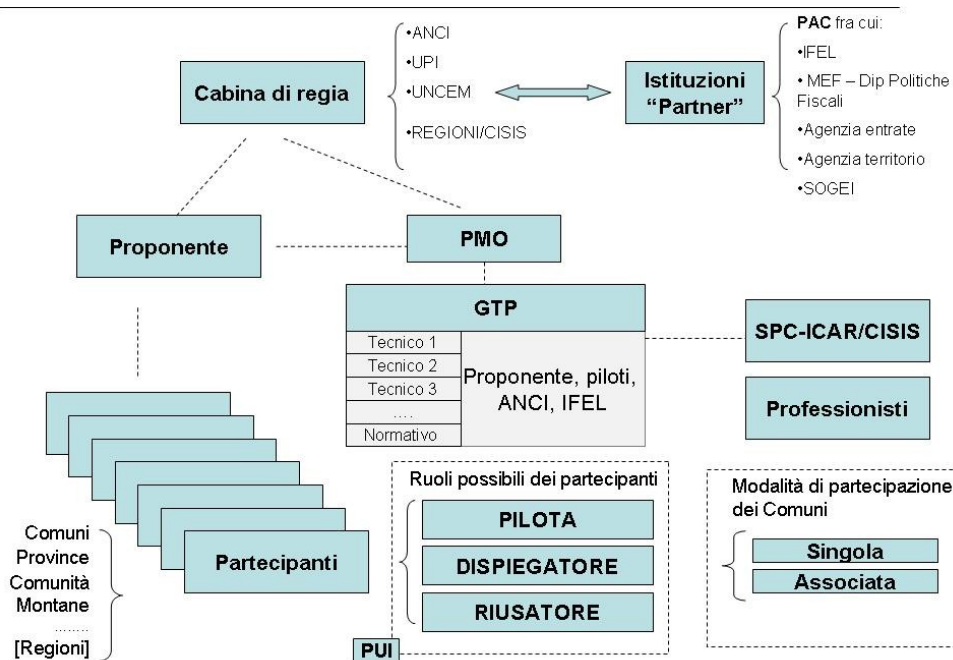 •ANCI
•UPI
•UNCEM
•REGIONI/CISIS
Cabina di regia
Istituzioni
“Partner”
PAC fra cui:
•IFEL
• MEF – Dip Politiche
Fiscali
•Agenzia entrate
•Agenzia territorio
•SOGEI
Proponente
PMO
GTP
Tecnico 1
Tecnico 2
Tecnico 3
....
Normativo
Proponente, piloti,
ANCI, IFEL
SPC-ICAR/CISIS
Professionisti
Comuni
Province
Comunità
Montane
........
[Regioni]
Partecipanti
Ruoli possibili dei partecipanti
PILOTA
DISPIEGATORE
RIUSATORE
PUI
Modalità di partecipazione
dei Comuni
Singola
Associata